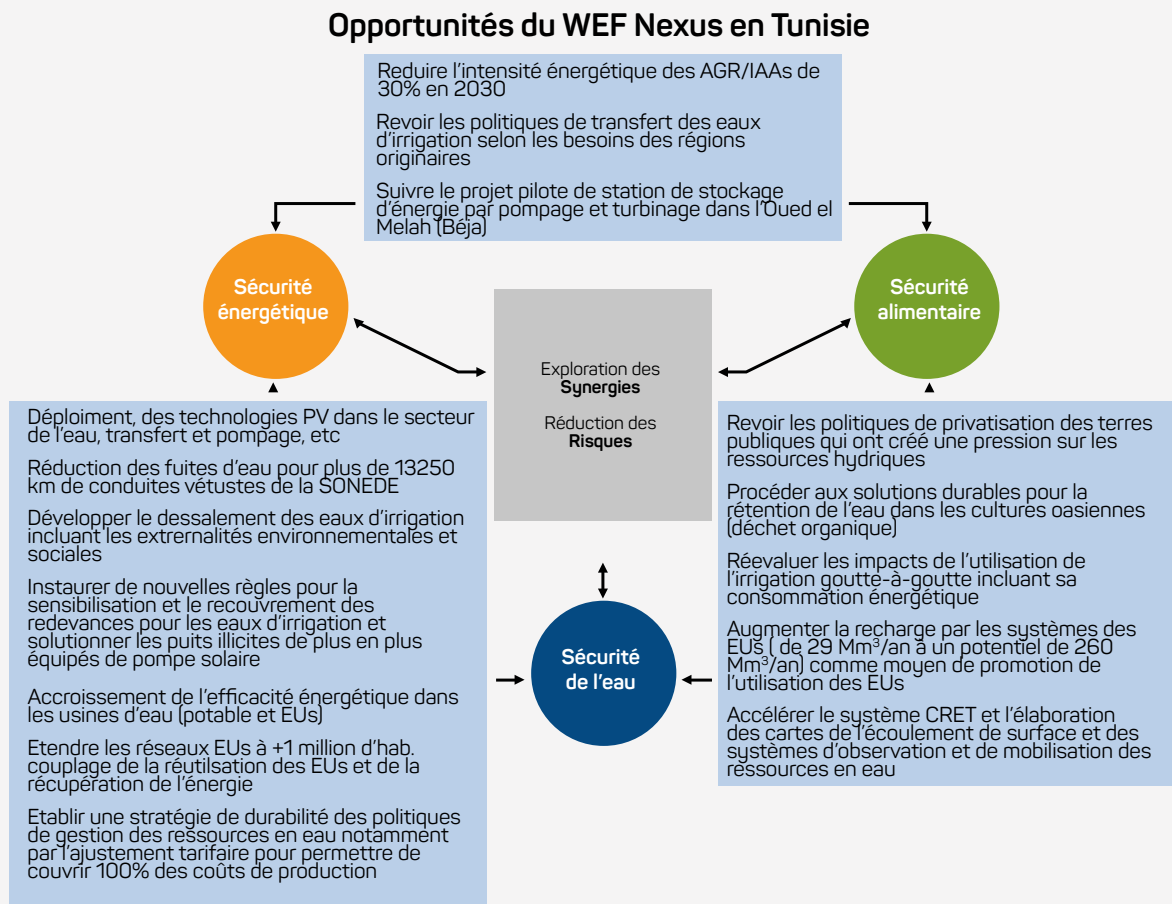 Opportunités du WEF Nexus en Tunisie
Reduire l'intensité énergétique des AGR/IAAs de
30% en 2030
Revoir les politiques de transfert des eaux
d'irrigation selon les besoins des régions
originaires
Suivre le projet pilote de station de stockage
d'énergie par pompage et turbinage dans l'Oued el
Melah (Béja)
Sécurité
énergétique
Sécurité
alimentaire
Exploration des
Synergies
Réduction des
Risques
Déploiment, des technologies PV dans le secteur
de l'eau, transfert et pompage, etc
Réduction des fuites d'eau pour plus de 13250
km de conduites vétustes de la SONEDE
Développer le dessalement des eaux d'irrigation
incluant les extrernalités environnementales et
sociales
Instaurer de nouvelles règles pour la
sensibilisation et le recouvrement des
redevances pour les eaux d'irrigation et
solutionner les puits illicites de plus en plus
équipés de pompe solaire
Accroissement de l'efficacité énergétique dans
les usines d'eau (potable et EUs)
Etendre les réseaux EUs à +1 million d'hab.
couplage de la réutilsation des EUs et de la
récupération de l'énergie
Etablir une stratégie de durabilité des politiques
de gestion des ressources en eau notamment
par l'ajustement tarifaire pour permettre de
couvrir 100% des coûts de production
Sécurité
de l'eau
Revoir les politiques de privatisation des terres
publiques qui ont créé une pression sur les
ressources hydriques
Procéder aux solutions durables pour la
rétention de l'eau dans les cultures oasiennes
(déchet organique)
Réevaluer les impacts de l'utilisation de
l'irrigation goutte-à-goutte incluant sa
consommation énergétique
Augmenter la recharge par les systèmes des
EUs ( de 29 Mm³/an à un potentiel de 260
Mm³/an) comme moyen de promotion de
l'utilisation des EUs
Accélérer le système CRET et l'élaboration
des cartes de l'écoulement de surface et des
systèmes d'observation et de mobilisation des
ressources en eau